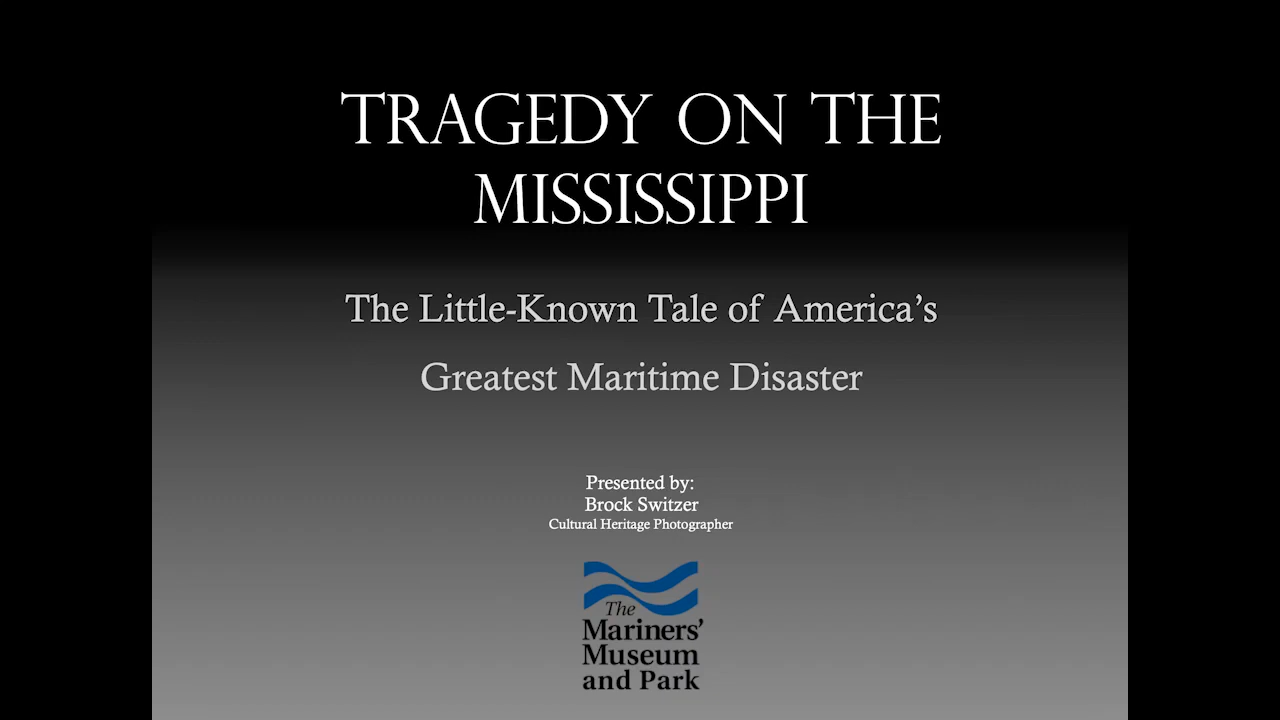 TRAGEDY ON THE
MISSISSIPPI
The Little-Known Tale of America’s
Greatest Maritime Disaster
Presented by:
Brock Switzer
Cultural Heritage Photographer
The
Mariners’
Museum
and Park